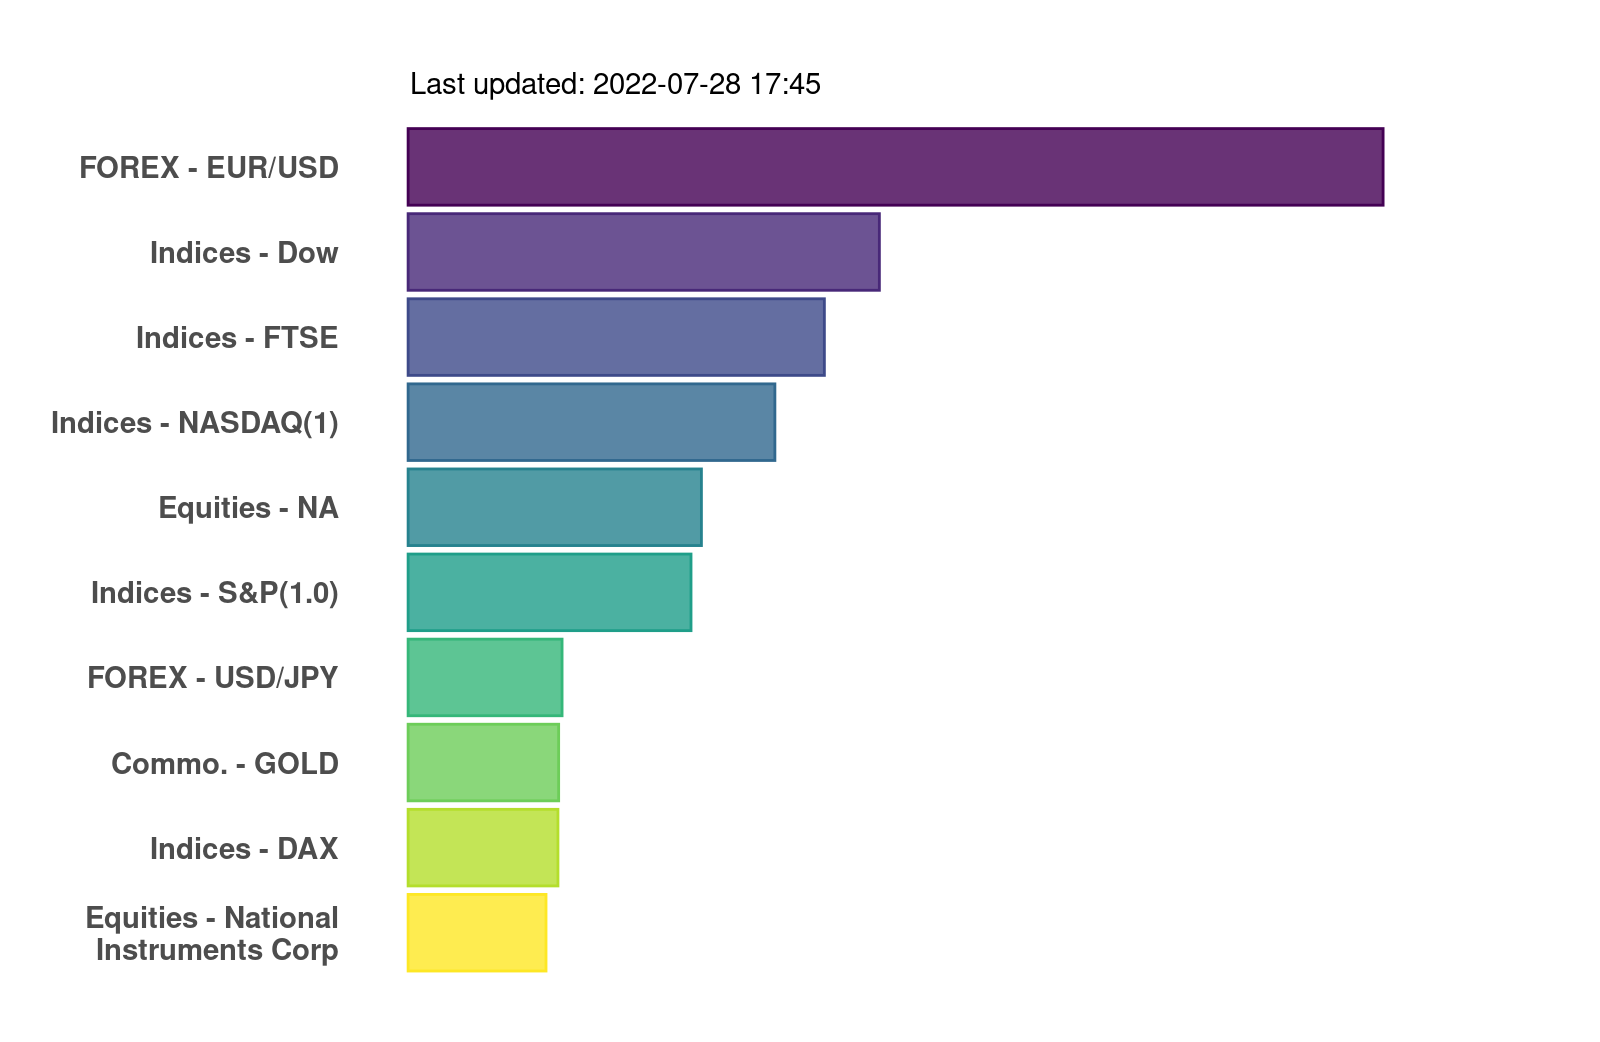 Last updated: 2022-07-28 17:45
FOREX - EUR/USD
Indices - Dow
Indices - FTSE
Indices - NASDAQ(1)
Equities - NA
Indices - S&P(1.0)
FOREX - USD/JPY
Commo. - GOLD
Indices - DAX
Equities - National
Instruments Corp